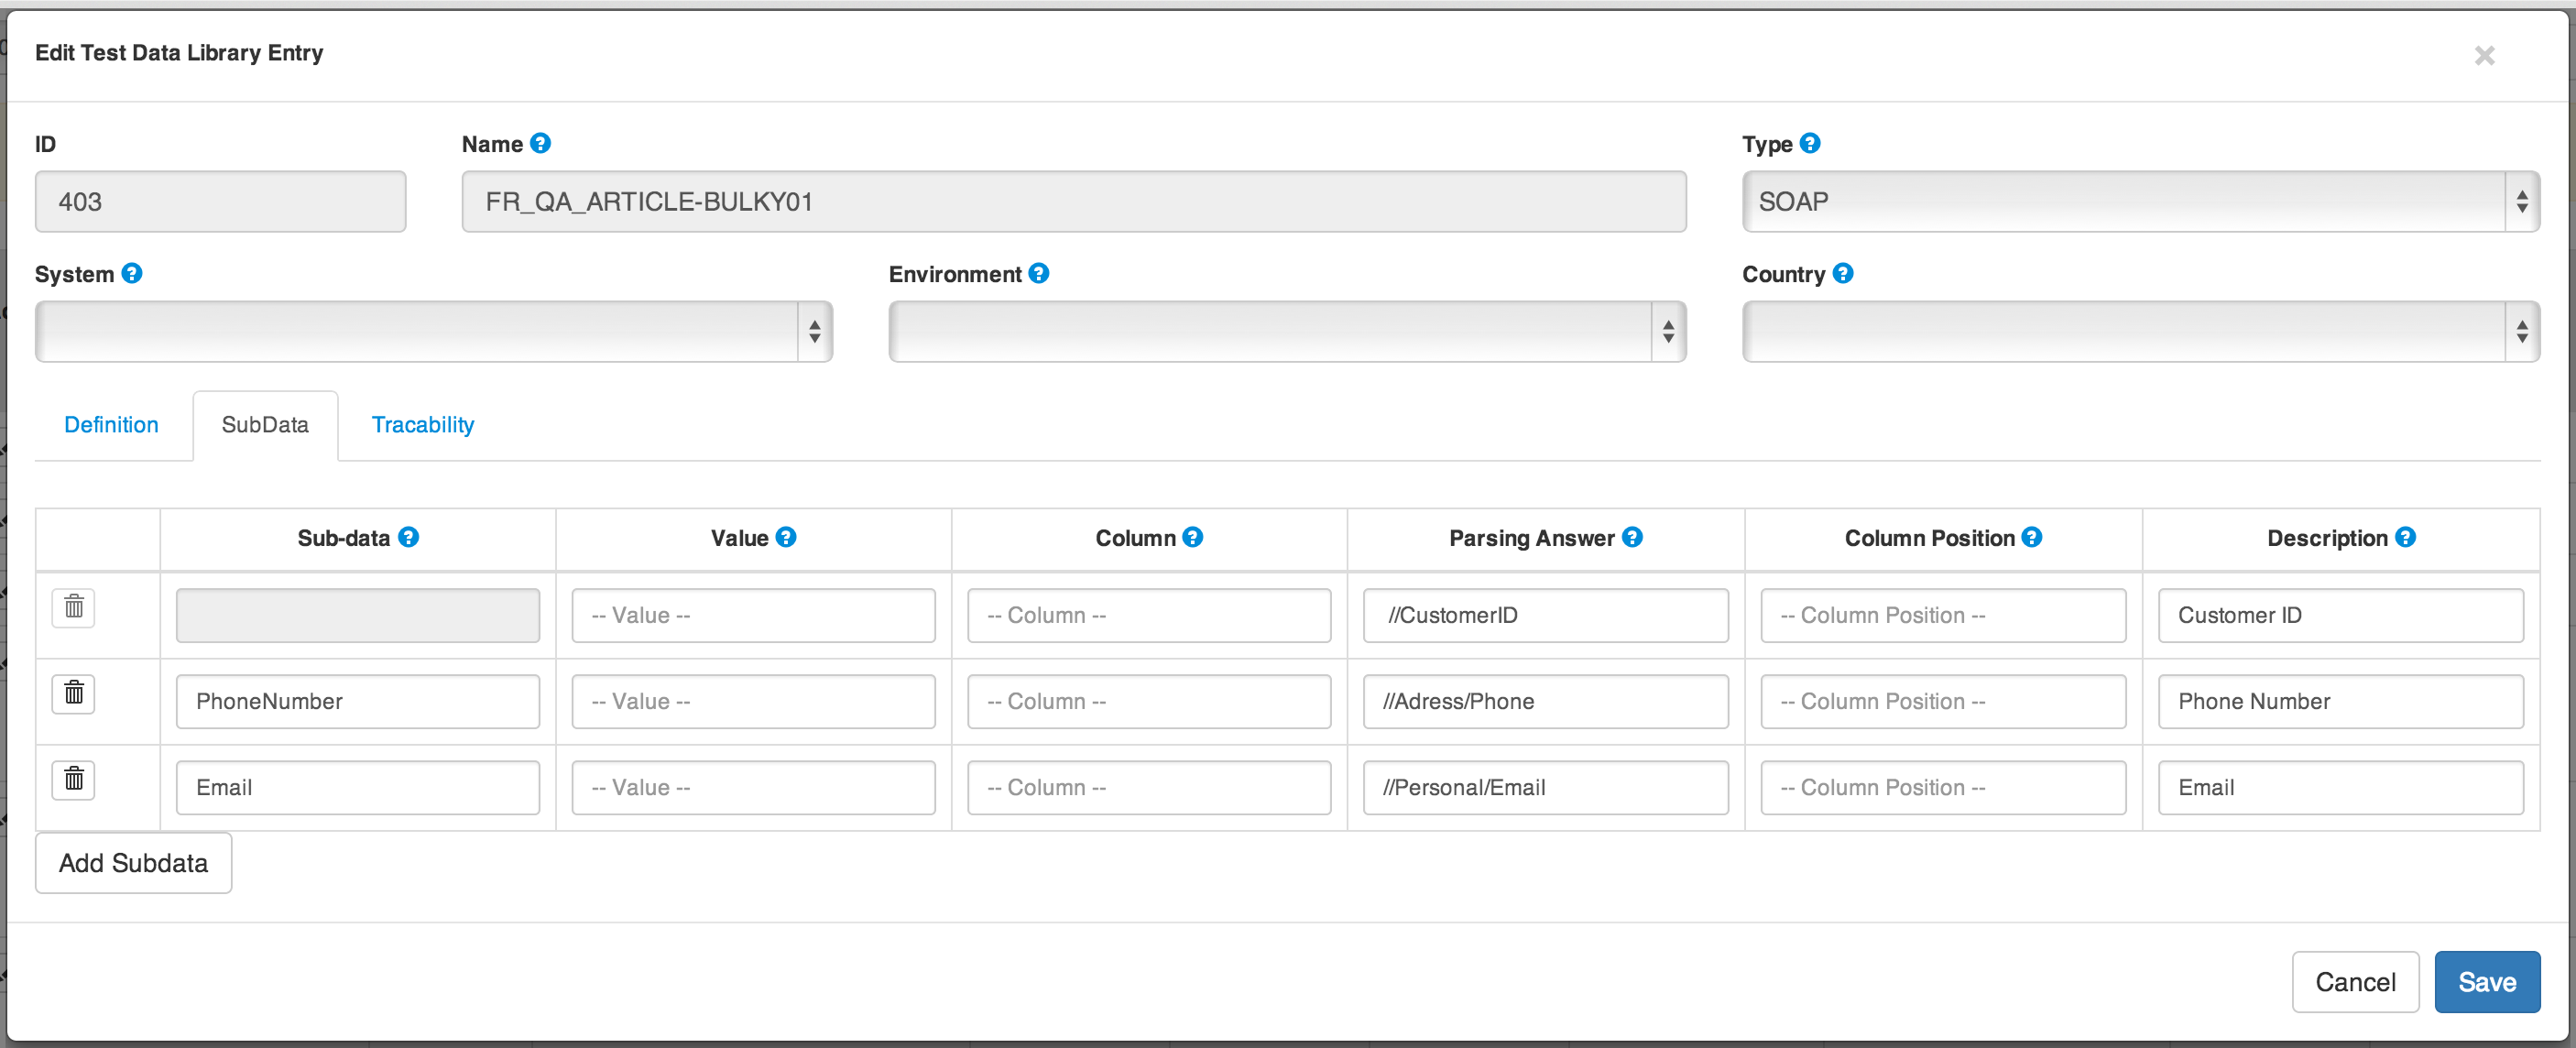 Edit Test Data Library Entry ×
ID Name ? Type ?
403 FR_QA_ARTICLE-BULKY01 SOAP
System ? Environment ? Country ?
Definition SubData Tracability
Sub-data ? Value ? Column ? Parsing Answer ? Column Position ? Description ?
-- Value -- -- Column -- //CustomerID -- Column Position -- Customer ID
PhoneNumber -- Value -- -- Column -- //Adress/Phone -- Column Position -- Phone Number
Email -- Value -- -- Column -- //Personal/Email -- Column Position -- Email
Add Subdata
Cancel Save